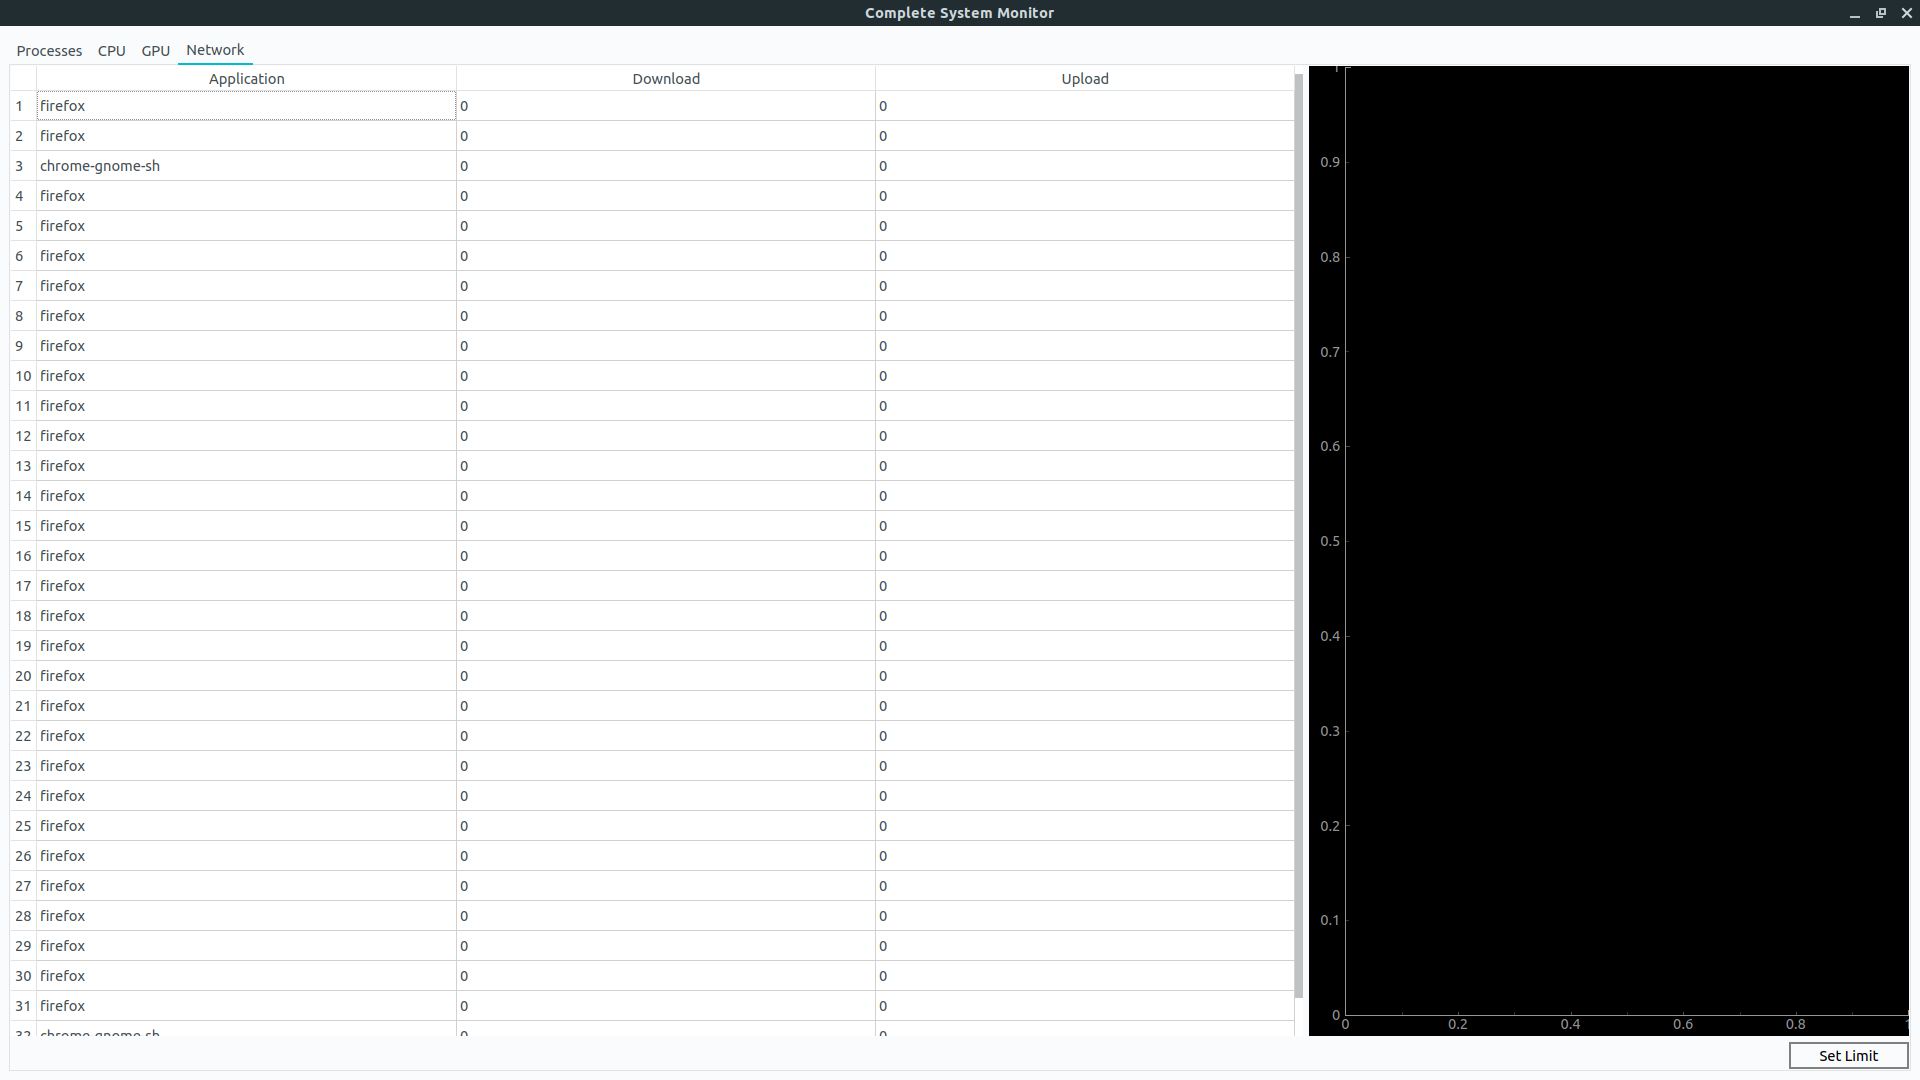 Complete System Monitor
Processes CPU GPU Network
Application Download Upload
1 firefox 0 0
2 firefox 0 0
3 chrome-gnome-sh 0 0
4 firefox 0 0
5 firefox 0 0
6 firefox 0 0
7 firefox 0 0
8 firefox 0 0
9 firefox 0 0
10 firefox 0 0
11 firefox 0 0
12 firefox 0 0
13 firefox 0 0
14 firefox 0 0
15 firefox 0 0
16 firefox 0 0
17 firefox 0 0
18 firefox 0 0
19 firefox 0 0
20 firefox 0 0
21 firefox 0 0
22 firefox 0 0
23 firefox 0 0
24 firefox 0 0
25 firefox 0 0
26 firefox 0 0
27 firefox 0 0
28 firefox 0 0
29 firefox 0 0
30 firefox 0 0
31 firefox 0 0
32 chrome-gnome-sh 0 0
1
0.9
0.8
0.7
0.6
0.5
0.4
0.3
0.2
0.1
0
0 0.2 0.4 0.6 0.8 1
Set Limit